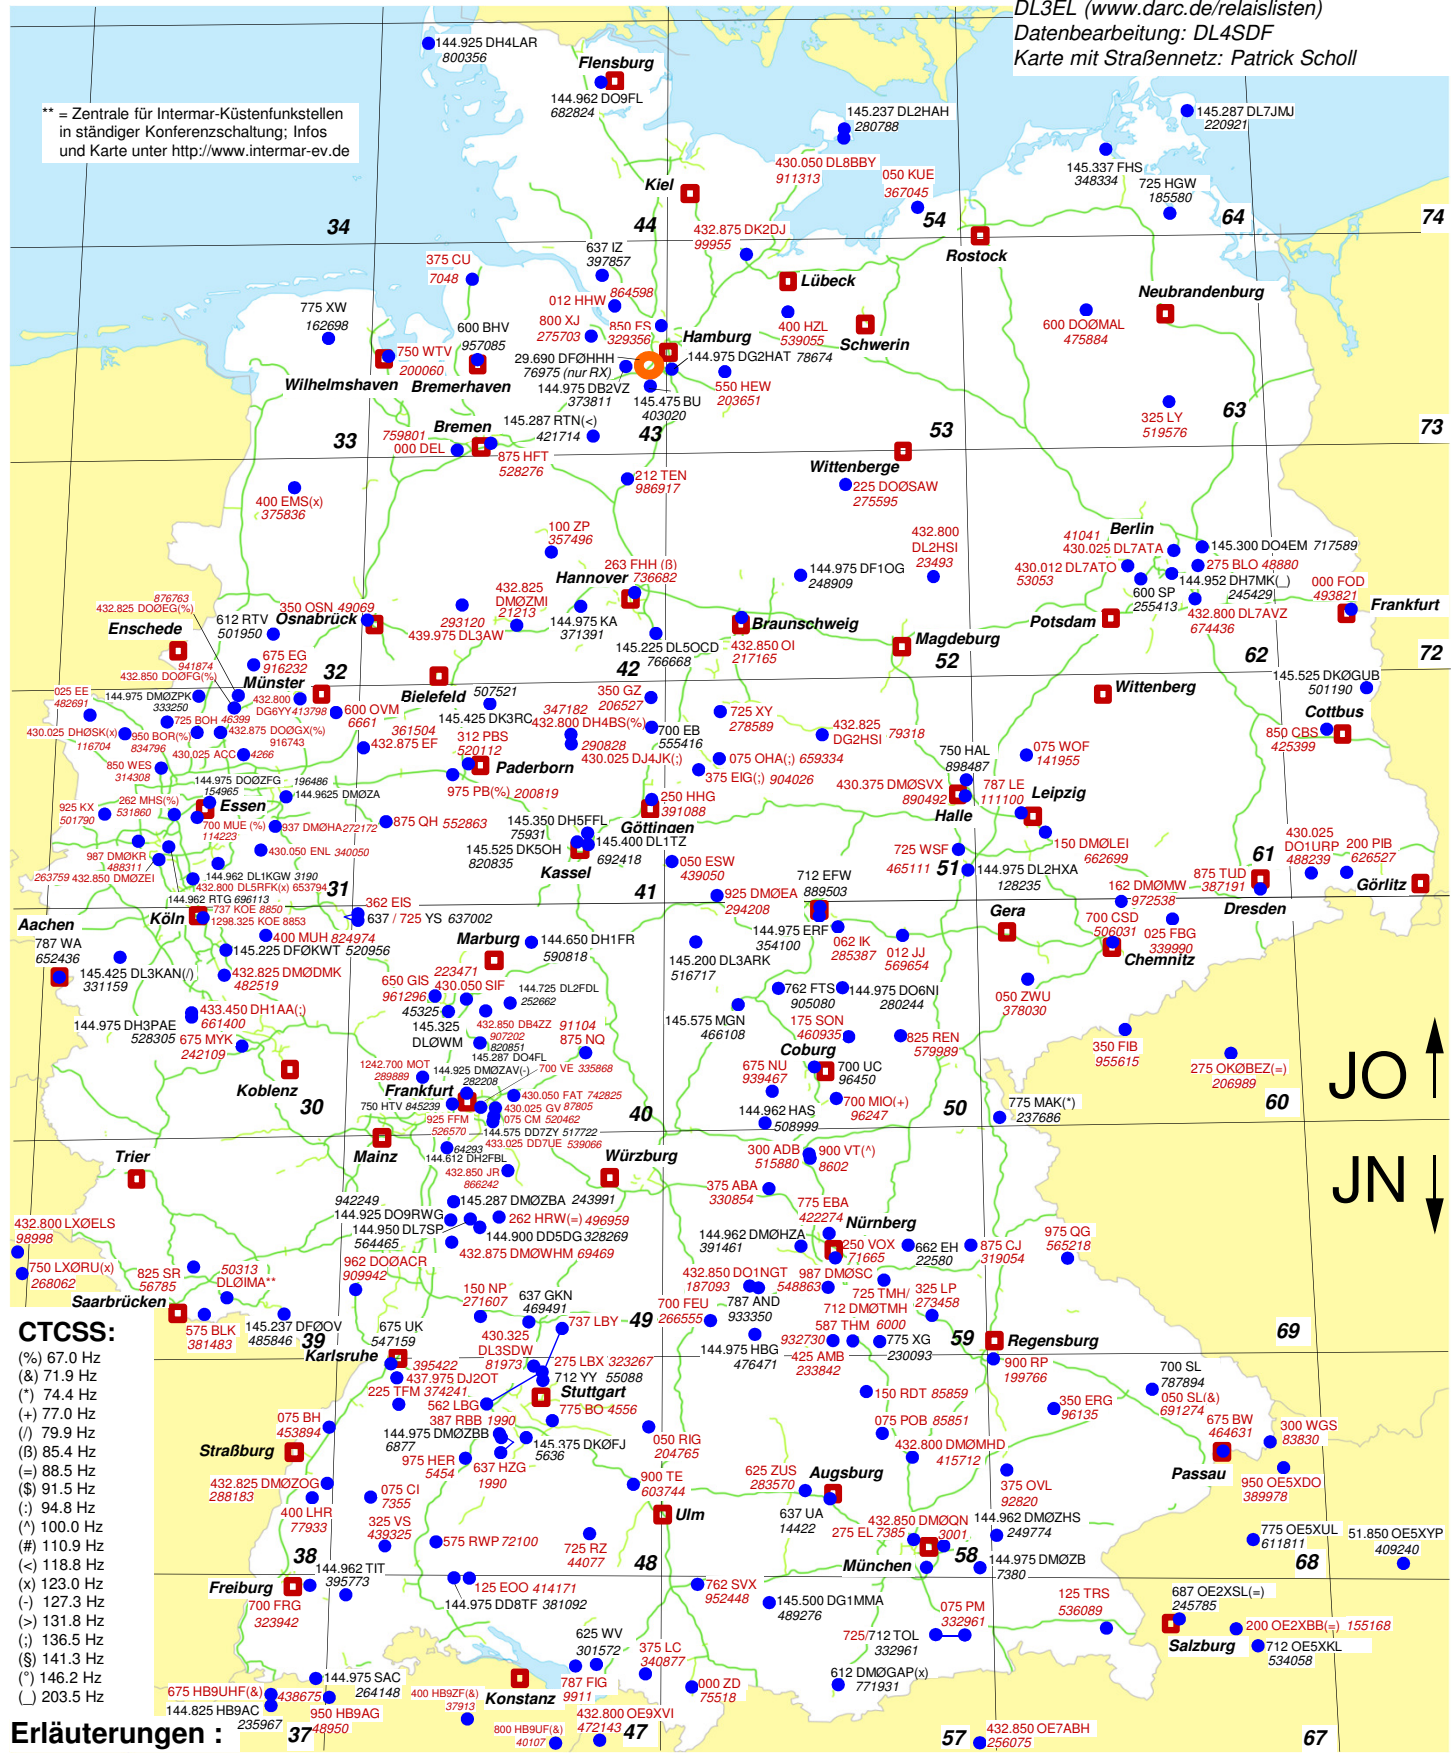 DL3EL (www.darc.de/relaislisten)
Datenbearbeitung: DL4SDF
Karte mit Straßennetz: Patrick Scholl
144.925 DH4LAR
800356
Flensburg
144.962 DO9FL
682824
** = Zentrale für Intermar-Küstenfunkstellen
in ständiger Konferenzschaltung; Infos
und Karte unter http://www.intermar-ev.de
145.237 DL2HAH
280788
145.287 DL7JMJ
220921
430.050 DL8BBY
911313
050 KUE
367045
145.337 FHS
348334
725 HGW
185580
Kiel
34
44
54
64
74
432.875 DK2DJ
99955
Rostock
637 IZ
397857
375 CU
7048
Lübeck
Neubrandenburg
864598
012 HHW
775 XW
162698
800 XJ
275703
850 FS
329356
Hamburg
400 HZL
539055
Schwerin
600 DOØMAL
475884
600 BHV
957085
750 WTV
200060
29.690 DFØHHH
76975 (nur RX)
144.975 DG2HAT 78674
Wilhelmshaven
Bremerhaven
144.975 DB2VZ
373811
145.475 BU
403020
550 HEW
203651
325 LY
519576
145.287 RTN(<)
421714
33
43
53
63
73
Bremen
759801
000 DEL
875 HFT
528276
212 TEN
986917
Wittenberge
225 DOØSAW
275595
400 EMS(x)
375836
100 ZP
357496
432.800
DL2HSI
23493
Berlin
41041
430.025 DL7ATA
145.300 DO4EM 717589
430.012 DL7ATO
53053
275 BLO 48880
144.952 DH7MK(_)
245429
600 SP
255413
000 FOD
493821
Frankfurt
263 FHH (ß)
736682
Hannover
144.975 DF1OG
248909
432.825
DMØZMI
21213
876763
432.825 DOØEG(%)
350 OSN 49069
Osnabrück
612 RTV
501950
293120
439.975 DL3AW
144.975 KA
371391
145.225 DL5OCD
766668
Braunschweig
432.850 OI
217165
Magdeburg
Potsdam
432.800 DL7AVZ
674436
Enschede
675 EG
916232
941874
432.850 DOØFG(%)
32
42
52
62
72
Münster
Bielefeld
Wittenberg
145.525 DKØGUB
501190
025 EE
482691
144.975 DMØZPK
333250
432.800
DG6YY 413798
600 OVM
6661
507521
145.425 DK3RC
347182
350 GZ
206527
725 XY
278589
432.825
DG2HSI
79318
Cottbus
850 CBS
425399
430.025 DHØSK(x)
116704
725 BOH
46399
950 BOR(%)
834796
432.875 DOØGX(%)
916743
430.025 ACC 4266
361504
432.875 EF
312 PBS
520112
432.800 DH4BS(%)
290828
430.025 DJ4JK(;)
700 EB
555416
075 OHA(;) 659334
375 EIG(;) 904026
750 HAL
898487
075 WOF
141955
850 WES
314308
Paderborn
975 PB(%) 200819
144.975 DOØZFG
154965
196486
144.9625 DMØZA
430.375 DMØSVX
890492
787 LE
111100
Leipzig
Halle
925 KX
501790
262 MHS(%)
531860
Essen
250 HHG
391088
Göttingen
700 MUE (%)
114223
937 DMØHA 272172
875 QH 552863
145.350 DH5FFL
75931
145.400 DL1TZ
692418
145.525 DK5OH
820835
Kassel
430.050 ENL 340050
987 DMØKR
488311
263759 432.850 DMØZEI
144.962 DL1KGW 3190
432.800 DL5RFK(x) 653794
050 ESW
439050
725 WSF
465111
150 DMØLEI
662699
430.025
DO1URP
488239
200 PIB
626527
51
144.975 DL2HXA
128235
61
875 TUD
387191
Görlitz
Dresden
31
41
925 DMØEA
294208
712 EFW
889503
162 DMØMW
972538
144.962 RTG 696113
737 KOE 8850
1298.325 KOE 8853
Köln
362 EIS
637 / 725 YS 637002
Aachen
400 MUH 824974
Marburg
144.650 DH1FR
590818
144.975 ERF
354100
062 IK
285387
Gera
012 JJ
569654
700 CSD
506031
025 FBG
339990
Chemnitz
787 WA
652436
145.225 DFØKWT 520956
145.425 DL3KAN(/)
331159
432.825 DMØDMK
482519
145.200 DL3ARK
516717
650 GIS
961296
223471
430.050 SIF
144.725 DL2FDL
252662
762 FTS
905080
144.975 DO6NI
280244
050 ZWU
378030
433.450 DH1AA(;)
661400
144.975 DH3PAE
528305
45325
145.325
DLØWM
432.850 DB4ZZ 91104
907202
820851
875 NQ
145.575 MGN
466108
175 SON
460935
825 REN
579989
350 FIB
955615
675 MYK
242109
145.287 DO4FL
1242.700 MOT
289889
144.925 DMØZAV(-)
282208
700 VE 335868
Coburg
675 NU
939467
700 UC
96450
275 OKØBEZ(=)
206989
JO
Koblenz
Frankfurt
750 HTV 845239
430.050 FAT 742825
430.025 GV 87805
075 CM 520462
700 MIO(+)
96247
30
40
50
60
925 FFM
526570
144.575 DD7ZY 517722
433.025 DD7UE 539066
144.962 HAS
508999
775 MAK(*)
237686
Mainz
64293
144.612 DH2FBL
Trier
Würzburg
300 ADB
515880
900 VT(^)
8602
432.850 JR
866242
375 ABA
330854
JN
942249
145.287 DMØZBA 243991
775 EBA
422274
144.925 DO9RWG
262 HRW(=) 496959
Nürnberg
432.800 LXØELS
98998
144.950 DL7SP
564465
144.900 DD5DG 328269
144.962 DMØHZA
391461
250 VOX
71665
662 EH
22580
875 CJ
319054
975 QG
565218
432.875 DMØWHM 69469
750 LXØRU(x)
268062
825 SR
56785
50313
DLØIMA**
962 DOØACR
909942
432.850 DO1NGT
187093
548863
987 DMØSC
725 TMH/
712 DMØTMH
6000
325 LP
273458
150 NP
271607
637 GKN
469491
787 AND
933350
Saarbrücken
575 BLK
381483
145.237 DFØOV
485846
700 FEU
266555
587 THM
39
49
59
69
CTCSS:
675 UK
547159
737 LBY
932730
775 XG
230093
Regensburg
(%) 67.0 Hz
Karlsruhe
430.325
DL3SDW
81973
144.975 HBG
476471
425 AMB
233842
(&) 71.9 Hz
395422
437.975 DJ2OT
275 LBX 323267
712 YY 55088
900 RP
199766
700 SL
787894
(*) 74.4 Hz
225 TFM 374241
Stuttgart
150 RDT 85859
350 ERG
96135
050 SL(&)
691274
(+) 77.0 Hz
562 LBG
387 RBB 1990
775 BO 4556
(/) 79.9 Hz
075 BH
453894
144.975 DMØZBB
6877
075 POB 85851
675 BW
464631
300 WGS
83830
(ß) 85.4 Hz
Straßburg
145.375 DKØFJ
5636
050 RIG
204765
432.800 DMØMHD
415712
(=) 88.5 Hz
975 HER
5454
637 HZG
1990
Passau
($) 91.5 Hz
432.825 DMØZOG
288183
900 TE
603744
625 ZUS
283570
Augsburg
375 OVL
92820
950 OE5XDO
389978
(:) 94.8 Hz
400 LHR
77933
075 CI
7355
(^) 100.0 Hz
325 VS
439325
Ulm
637 UA
14422
432.850 DMØQN
3001
144.962 DMØZHS
249774
(#) 110.9 Hz
575 RWP 72100
725 RZ
44077
275 EL 7385
775 OE5XUL
611811
51.850 OE5XYP
409240
(<) 118.8 Hz
38
48
58
68
München
144.975 DMØZB
7380
(x) 123.0 Hz
Freiburg
144.962 TIT
395773
(-) 127.3 Hz
700 FRG
323942
125 EOO 414171
144.975 DD8TF 381092
762 SVX
952448
145.500 DG1MMA
489276
075 PM
332961
125 TRS
536089
687 OE2XSL(=)
245785
(>) 131.8 Hz
(;) 136.5 Hz
625 WV
301572
725/712 TOL
332961
200 OE2XBB(=) 155168
Salzburg
(§) 141.3 Hz
375 LC
340877
712 OE5XKL
534058
(°) 146.2 Hz
144.975 SAC
264148
787 FIG
9911
000 ZD
75518
612 DMØGAP(x)
771931
(_) 203.5 Hz
675 HB9UHF(&)
438675
Konstanz
144.825 HB9AC
235967
950 HB9AG
48950
400 HB9ZF(&)
37913
432.800 OE9XVI
472143
Erläuterungen :
37
800 HB9UF(&)
40107
47
57
432.850 OE7ABH
256075
67